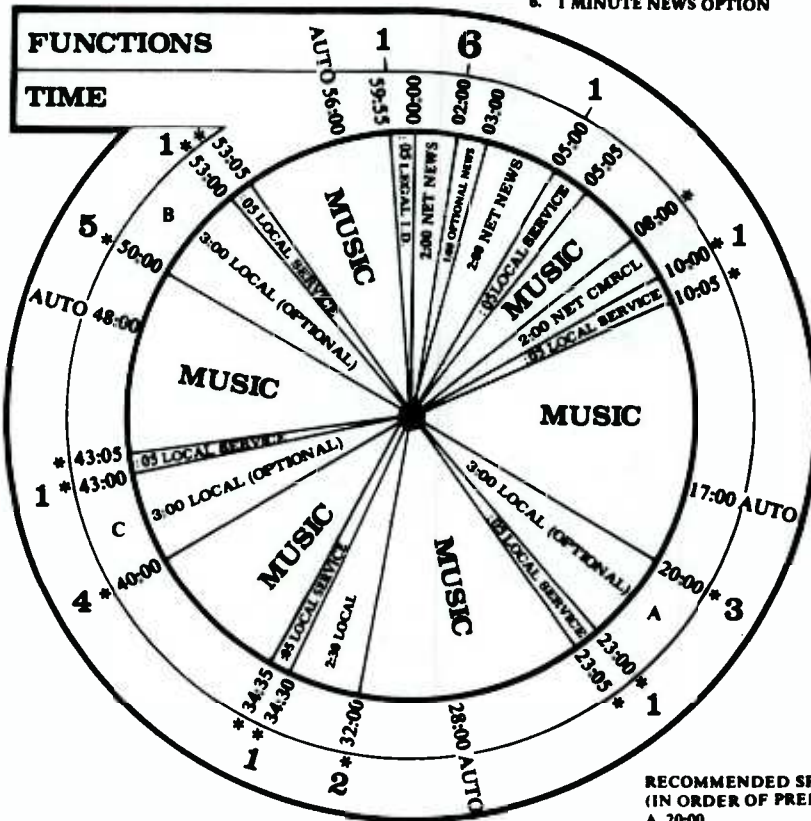 6. 1 MINUTE NEWS OPTION
FUNCTIONS
TIME
AUTO 56:00
1
59:55
00:00
6
02:00
03:00
1
05:00
05:05
08:00 *
10:00 * 1
10:05 *
17:00 AUTO
20:00 * 3
A
23:00 * 1
23:05 *
28:00 AUTO
32:00 * 2
34:30 *
34:35 *
1
40:00 * 4
C
43:00 * 1
43:05 *
AUTO 48:00
50:00 * 5
B
53:00 * 1
53:05 *
:05 LOCAL I.D.
2:00 NET NEWS
1:00 OPTIONAL NEWS
2:00 NET NEWS
:05 LOCAL SERVICE
MUSIC
2:00 NET CMRCL
:05 LOCAL SERVICE
MUSIC
3:00 LOCAL (OPTIONAL)
:05 LOCAL SERVICE
MUSIC
2:30 LOCAL
:05 LOCAL SERVICE
MUSIC
3:00 LOCAL (OPTIONAL)
:05 LOCAL SERVICE
MUSIC
3:00 LOCAL (OPTIONAL)
:05 LOCAL SERVICE
MUSIC
RECOMMENDED
(IN ORDER OF
A. 20:00